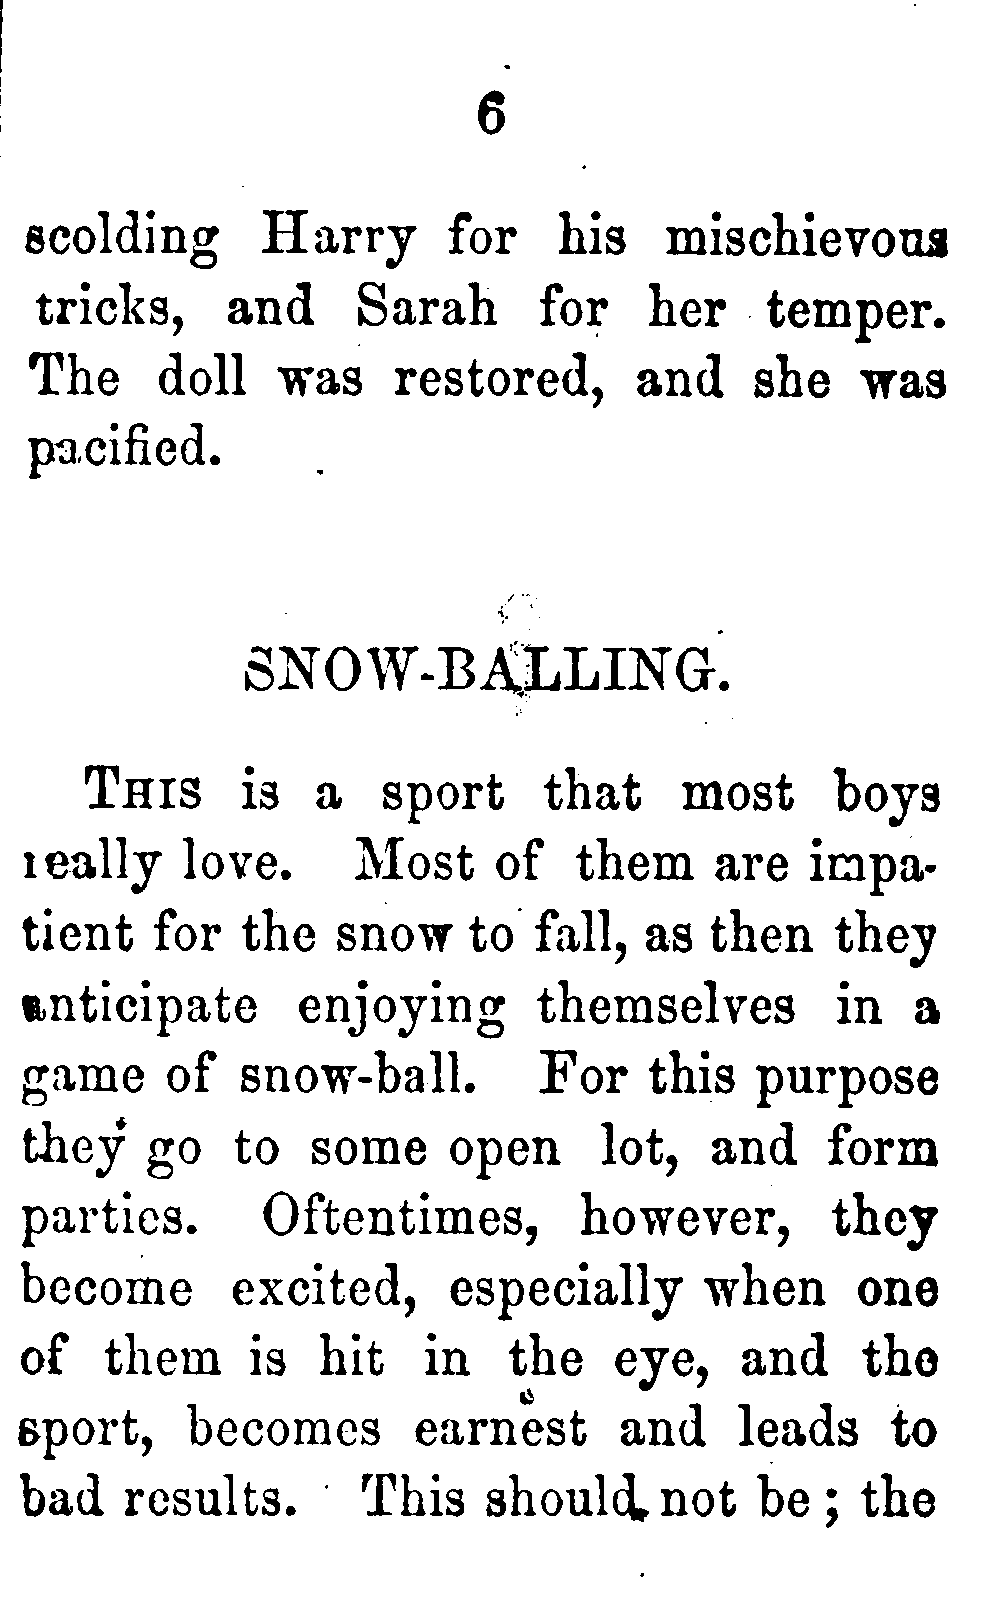 6
scolding Harry for his mischievous
tricks, and Sarah for her temper.
The doll was restored, and she was
pacified.
SNOW-BALLING.
This is a sport that most boys
really love. Most of them are impa-
tient for the snow to fall, as then they
anticipate enjoying themselves in a
game of snow-ball. For this purpose
they go to some open lot, and form
parties. Oftentimes, however, they
become excited, especially when one
of them is hit in the eye, and the
sport, becomes earnest and leads to
bad results. This should not be; the